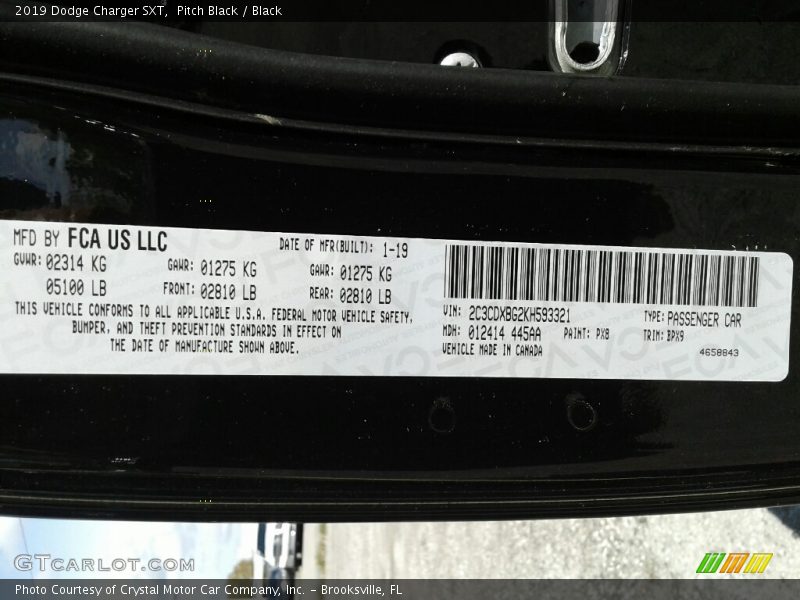 2019 Dodge Charger SXT, Pitch Black / Black
MFD BY FCA US LLC
DATE OF MFR(BUILT): 1-19
GVWR: 02314 KG
GAWR: 01275 KG
GAWR: 01275 KG
05100 LB
FRONT: 02810 LB
REAR: 02810 LB
THIS VEHICLE CONFORMS TO ALL APPLICABLE U.S.A. FEDERAL MOTOR VEHICLE SAFETY,
BUMPER, AND THEFT PREVENTION STANDARDS IN EFFECT ON
THE DATE OF MANUFACTURE SHOWN ABOVE.
VIN: 2C3CDXBG2KH593321
TYPE: PASSENGER CAR
MDH: 012414 445AA
PAINT: PX8
TRIM: BPX9
VEHICLE MADE IN CANADA
4658843
GTCARLOT.COM
Photo Courtesy of Crystal Motor Car Company, Inc. – Brooksville, FL